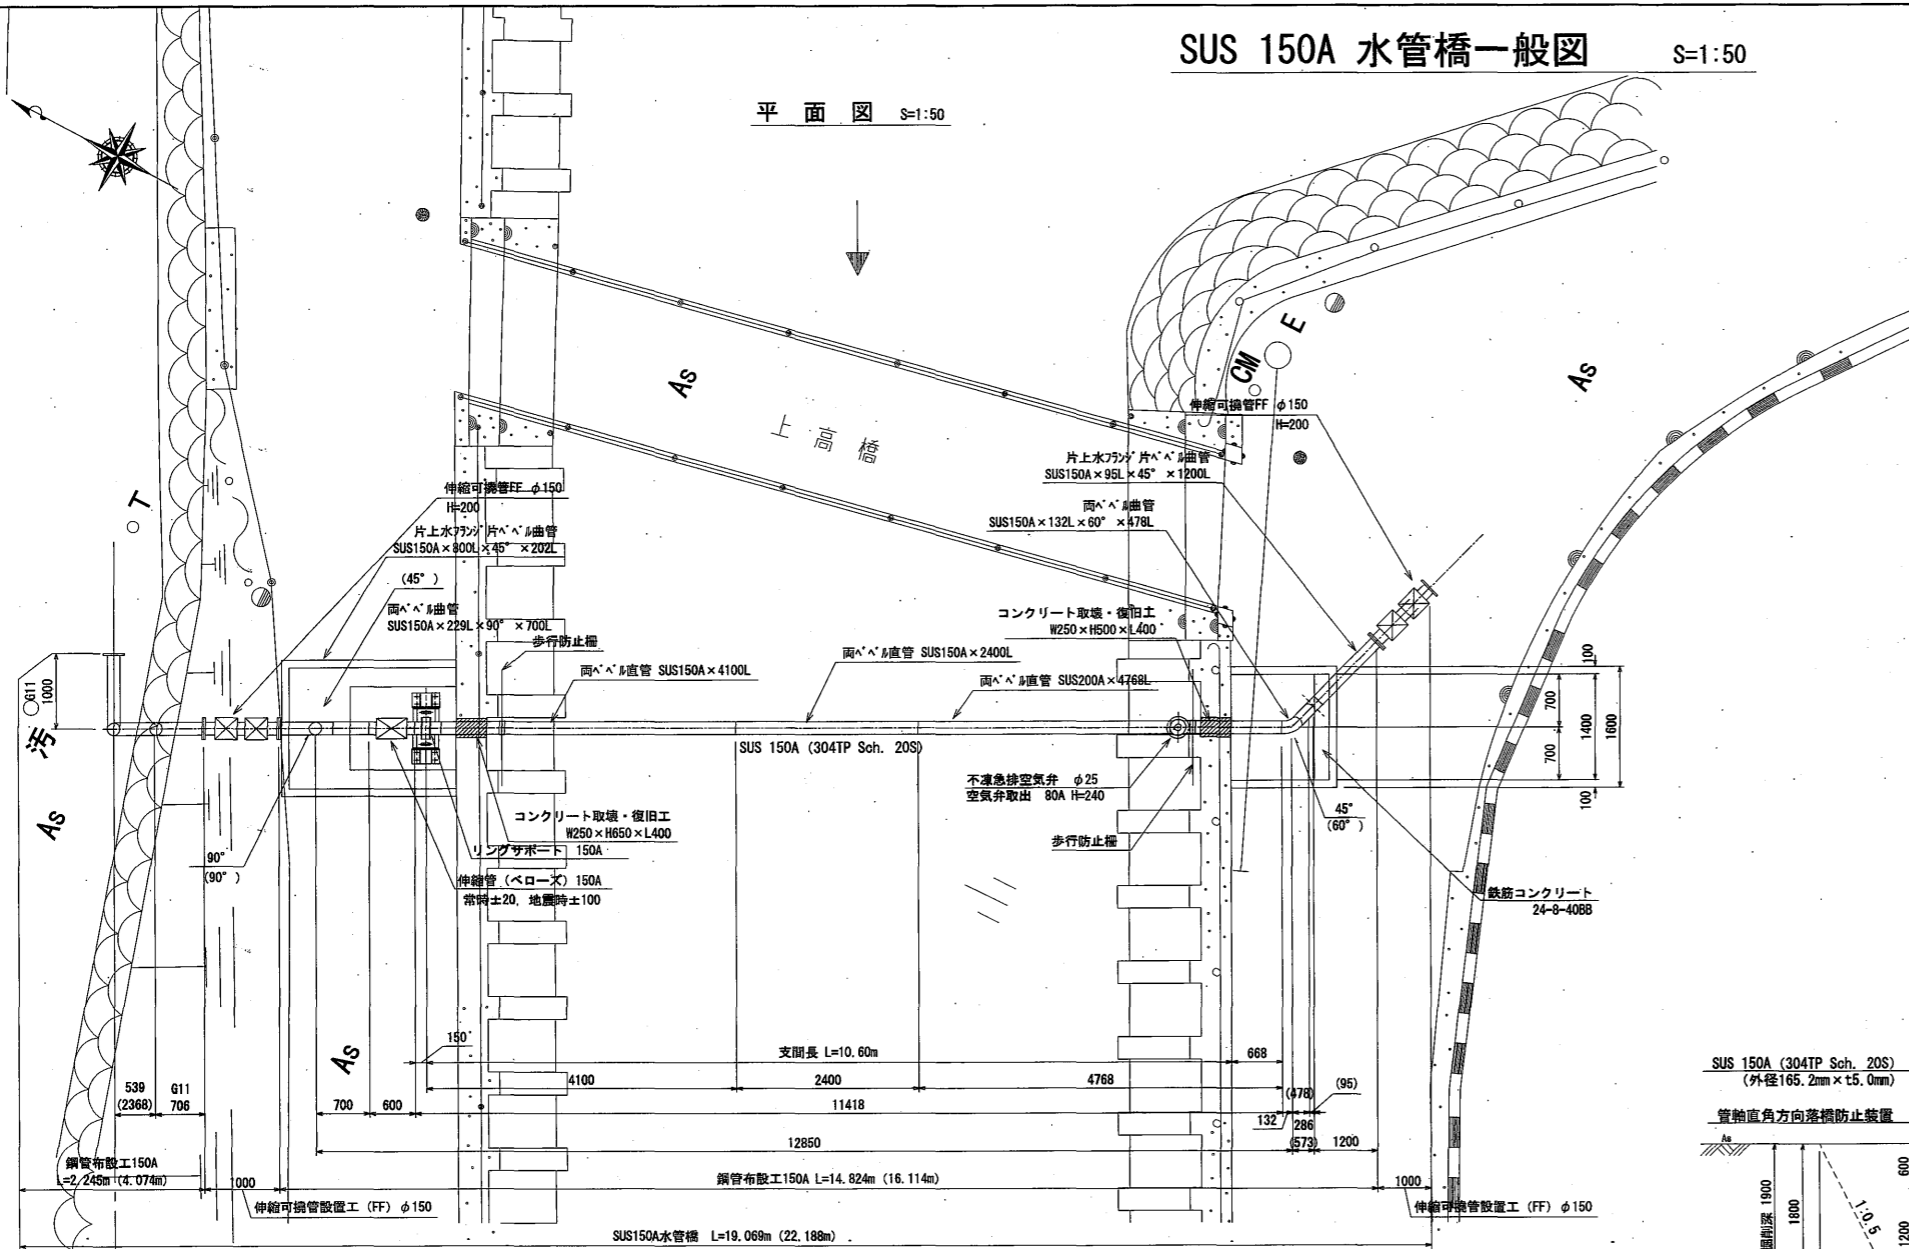 SUS 150A 水管橋一般図 S=1:50
平 面 図 S=1:50
As
上 高 橋
CM
E
As
T
伸縮可撓管FF φ150
H=200
片上水フランジ 片ベベル曲管
SUS150A×800L×45° ×202L
(45° )
両ベベル曲管
SUS150A×229L×90° ×700L
歩行防止柵
両ベベル直管 SUS150A×4100L
両ベベル直管 SUS150A×2400L
両ベベル直管 SUS200A×4768L
伸縮可撓管FF φ150
H=200
片上水フランジ 片ベベル曲管
SUS150A×95L×45° ×1200L
両ベベル曲管
SUS150A×132L×60° ×478L
コンクリート取壊・復旧工
W250×H500×L400
G11
1000
汚
As
SUS 150A (304TP Sch. 20S)
不凍急排空気弁 φ25
空気弁取出 80A H=240
歩行防止柵
コンクリート取壊・復旧工
W250×H650×L400
リングサポート 150A
伸縮管 (ベローズ) 150A
常時±20, 地震時±100
90°
(90° )
45°
(60° )
鉄筋コンクリート
24-8-40BB
100
700
700
1400
1600
100
As
150
支間長 L=10.60m
668
4100
2400
4768
(478)
(95)
539
(2368)
G11
706
700
600
11418
132
286
(573)
1200
12850
鋼管布設工150A
L=2.245m (4.074m)
1000
鋼管布設工150A L=14.824m (16.114m)
1000
伸縮可撓管設置工 (FF) φ150
伸縮可撓管設置工 (FF) φ150
SUS150A水管橋 L=19.069m (22.188m)
SUS 150A (304TP Sch. 20S)
(外径165.2mm×t5.0mm)
管軸直角方向落橋防止装置
As
掘削深 1900
1800
1:0.5
600
1200